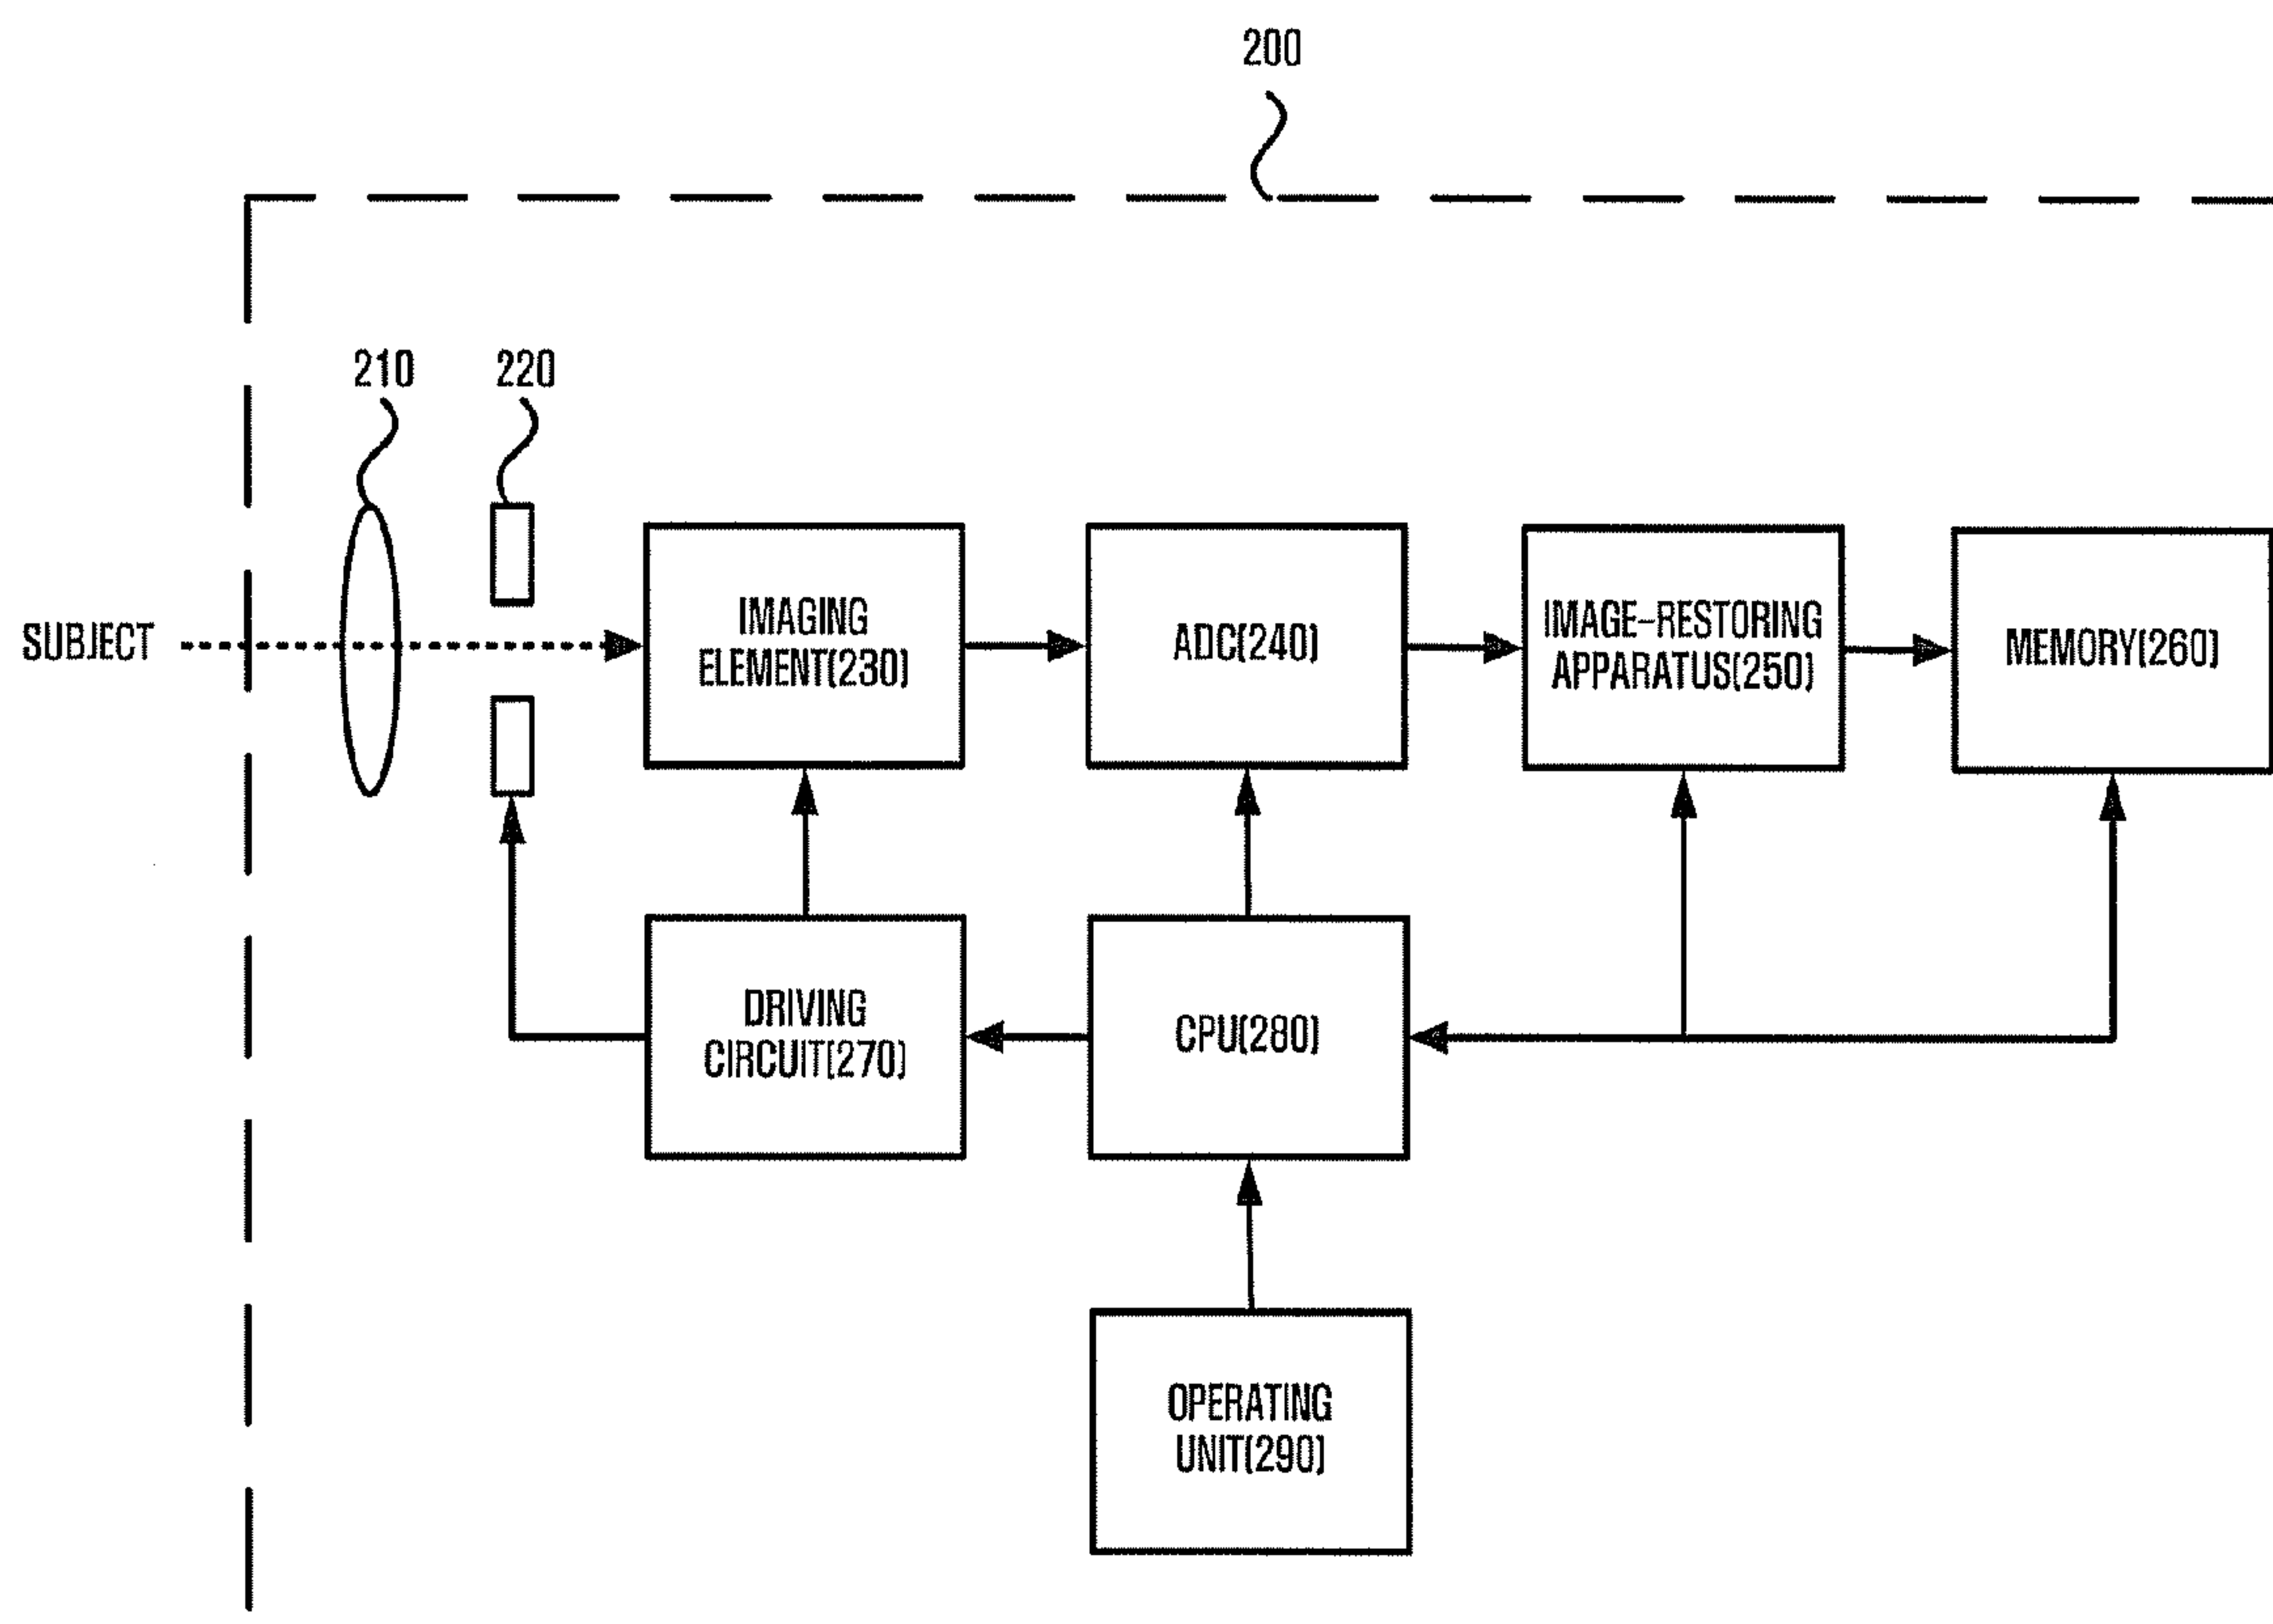 200
210
220
SUBJECT
IMAGING
ELEMENT(230)
ADC(240)
IMAGE-RESTORING
APPARATUS(250)
MEMORY(260)
DRIVING
CIRCUIT(270)
CPU(280)
OPERATING
UNIT(290)